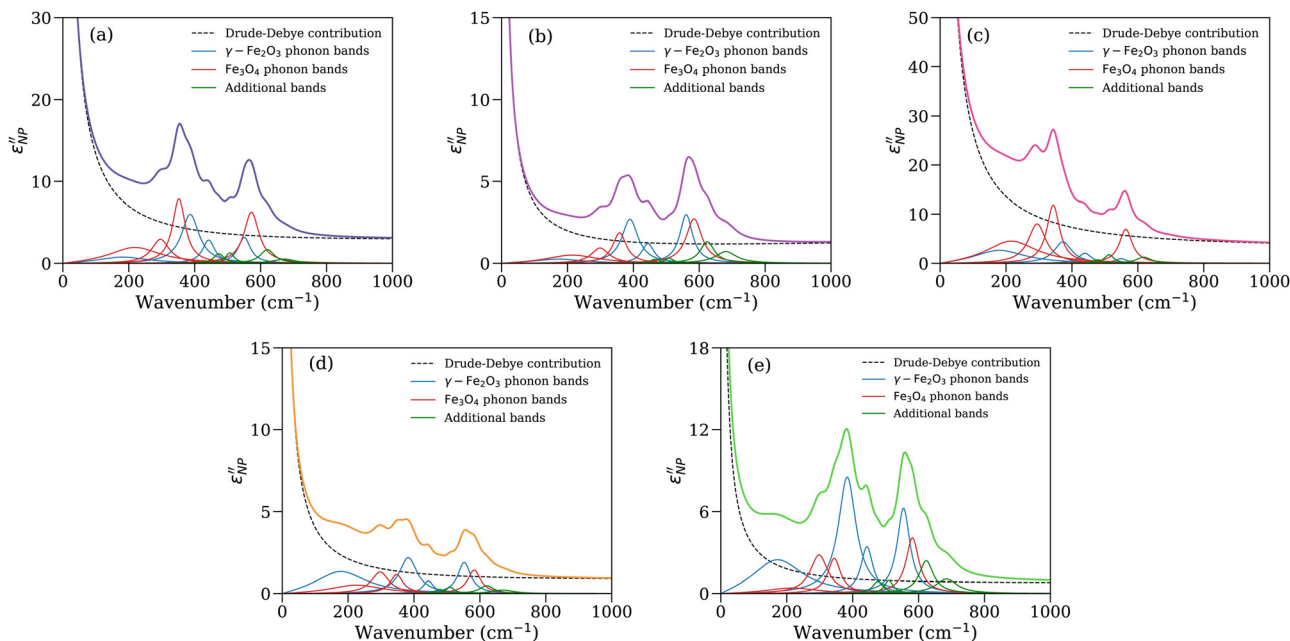 (a)
Drude-Debye contribution
γ − Fe₂O₃ phonon bands
Fe₃O₄ phonon bands
Additional bands
30
20
10
0
ε″NP
0 200 400 600 800 1000
Wavenumber (cm⁻¹)
(b)
Drude-Debye contribution
γ − Fe₂O₃ phonon bands
Fe₃O₄ phonon bands
Additional bands
15
10
5
0
ε″NP
0 200 400 600 800 1000
Wavenumber (cm⁻¹)
(c)
Drude-Debye contribution
γ − Fe₂O₃ phonon bands
Fe₃O₄ phonon bands
Additional bands
50
40
30
20
10
0
ε″NP
0 200 400 600 800 1000
Wavenumber (cm⁻¹)
(d)
Drude-Debye contribution
γ − Fe₂O₃ phonon bands
Fe₃O₄ phonon bands
Additional bands
15
10
5
0
ε″NP
0 200 400 600 800 1000
Wavenumber (cm⁻¹)
(e)
Drude-Debye contribution
γ − Fe₂O₃ phonon bands
Fe₃O₄ phonon bands
Additional bands
18
12
6
0
ε″NP
0 200 400 600 800 1000
Wavenumber (cm⁻¹)